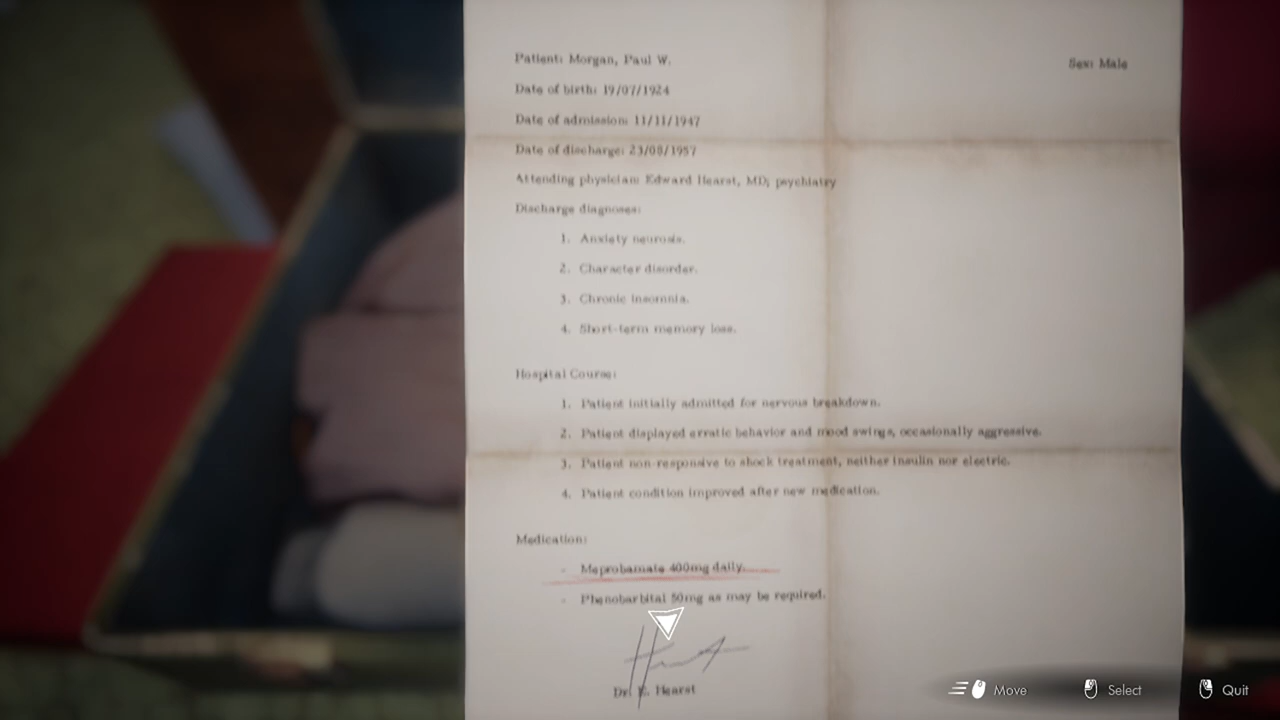 Patient: Morgan, Paul W.
Sex: Male
Date of birth: 19/07/1924
Date of admission: 11/11/1947
Date of discharge: 23/08/1957
Attending physician: Edward Hearst, MD; psychiatry
Discharge diagnoses:
1. Anxiety neurosis.
2. Character disorder.
3. Chronic insomnia.
4. Short-term memory loss.
Hospital Course:
1. Patient initially admitted for nervous breakdown.
2. Patient displayed erratic behavior and mood swings, occasionally aggressive.
3. Patient non-responsive to shock treatment, neither insulin nor electric.
4. Patient condition improved after new medication.
Medication:
- Meprobamate 400mg daily.
- Phenobarbital 50mg as may be required.
Dr. E. Hearst
Move Select Quit